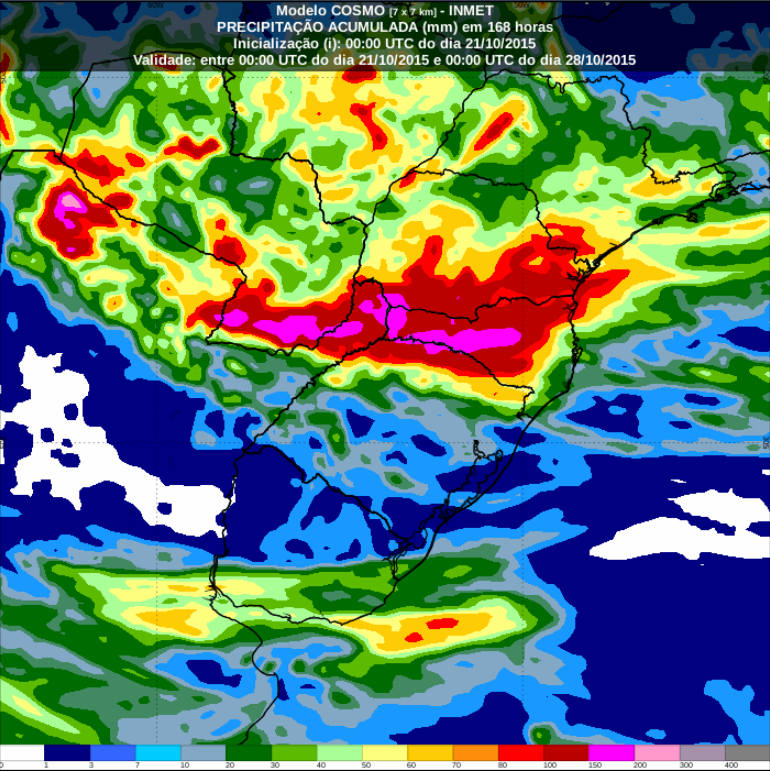 Modelo COSMO [7 x 7 km] - INMET
PRECIPITAÇÃO ACUMULADA (mm) em 168 horas
Inicialização (i): 00:00 UTC do dia 21/10/2015
Validade: entre 00:00 UTC do dia 21/10/2015 e 00:00 UTC do dia 28/10/2015
0 1 3 7 10 20 30 40 50 60 70 80 100 150 200 300 400